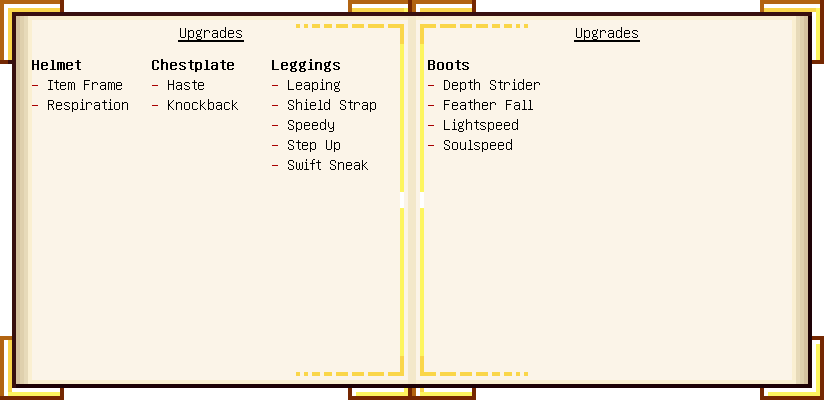 Upgrades
Helmet
- Item Frame
- Respiration
Chestplate
- Haste
- Knockback
Leggings
- Leaping
- Shield Strap
- Speedy
- Step Up
- Swift Sneak
Upgrades
Boots
- Depth Strider
- Feather Fall
- Lightspeed
- Soulspeed